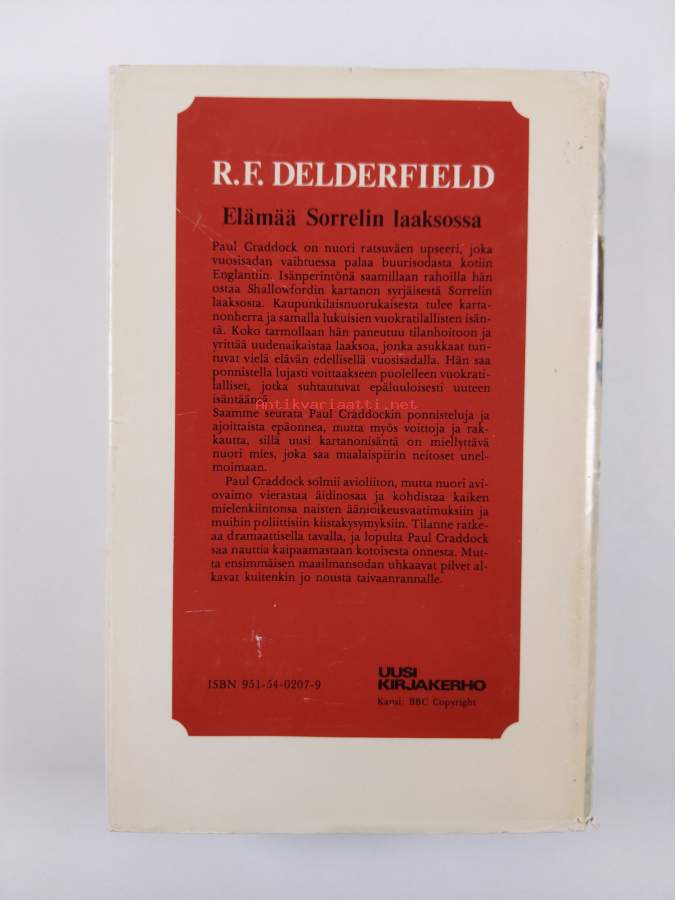 R.F. DELDERFIELD
Elämää Sorrelin laaksossa
Paul Craddock on nuori ratsuväen upseeri, joka
vuosisadan vaihtuessa palaa buurisodasta kotiin
Englantiin. Isänperintönä saamillaan rahoilla hän
ostaa Shallowfordin kartanon syrjäisestä Sorrelin
laaksosta. Kaupunkilaisnuorukaisesta tulee karta-
nonherra ja samalla lukuisien vuokratilallisten isän-
tä. Koko tarmollaan hän paneutuu tilanhoitoon ja
yrittää uudenaikaistaa laaksoa, jonka asukkaat tun-
tuvat vielä elävän edellisellä vuosisadalla. Hän saa
ponnistella lujasti voittaakseen puolelleen vuokrati-
lalliset, jotka suhtautuvat epäluuloisesti uuteen
isäntäänsä.
Antikvariaatti.net
Saamme seurata Paul Craddockin ponnisteluja ja
ajoittaista epäonnea, mutta myös voittoja ja rak-
kautta, sillä uusi kartanonisäntä on miellyttävä
nuori mies, joka saa maalaispiirin neitoset unel-
moimaan.
Paul Craddock solmii avioliiton, mutta nuori avi-
ovaimo vierastaa äidinosaa ja kohdistaa kaiken
mielenkiintonsa naisten äänioikeusvaatimuksiin ja
muihin poliittisiin kiistakysymyksiin. Tilanne ratke-
aa dramaattisella tavalla, ja lopulta Paul Craddock
saa nauttia kaipaamastaan kotoisesta onnesta. Mut-
ta ensimmäisen maailmansodan uhkaavat pilvet al-
kavat kuitenkin jo nousta taivaanrannalle.
ISBN 951-54-0207-9
UUSI
KIRJAKERHO
Kansi: BBC Copyright